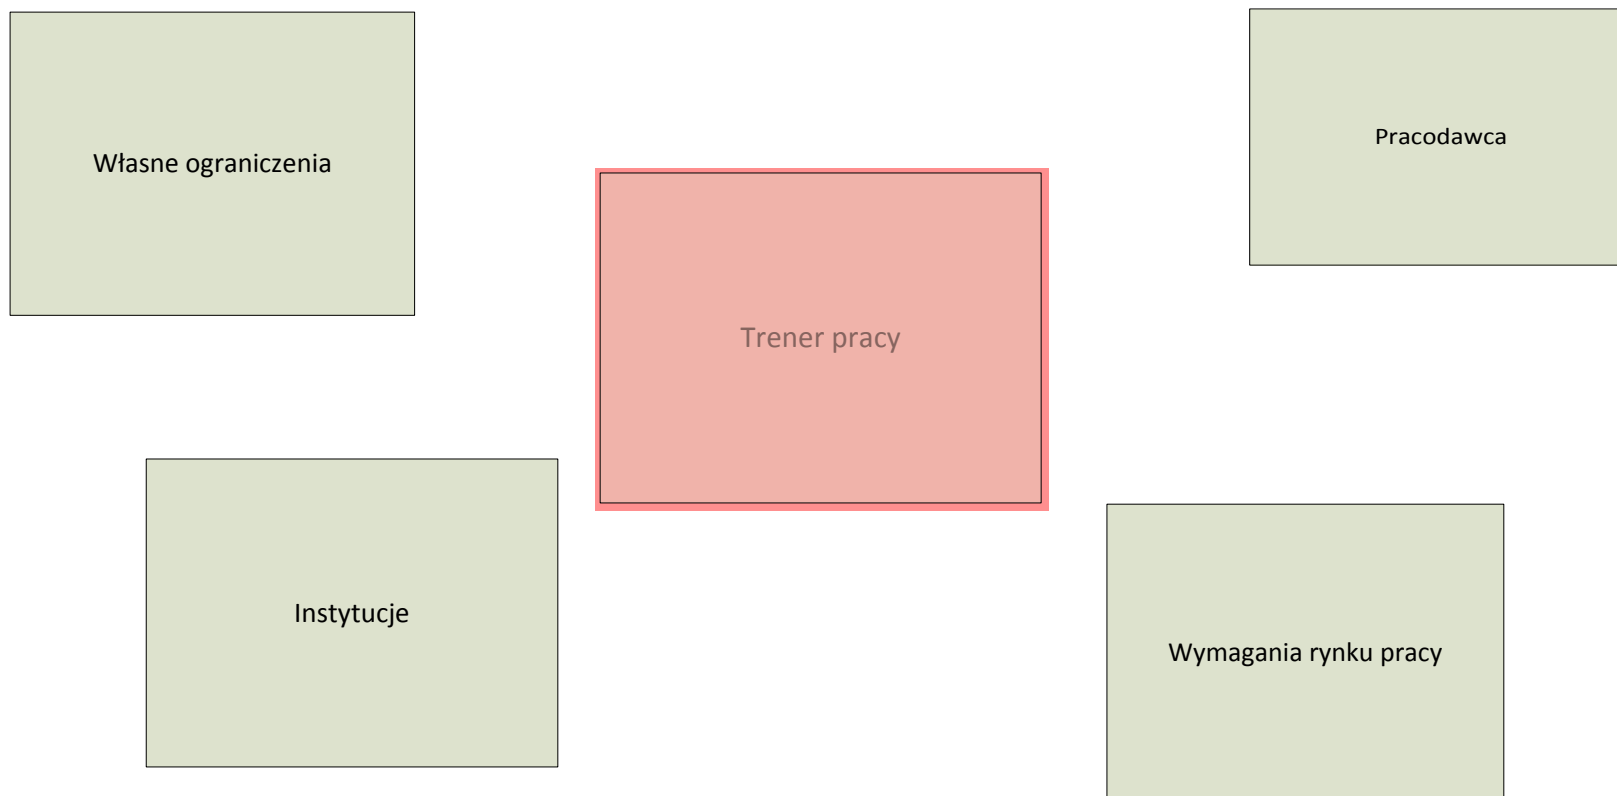 Własne ograniczenia
Pracodawca
Trener pracy
Instytucje
Wymagania rynku pracy